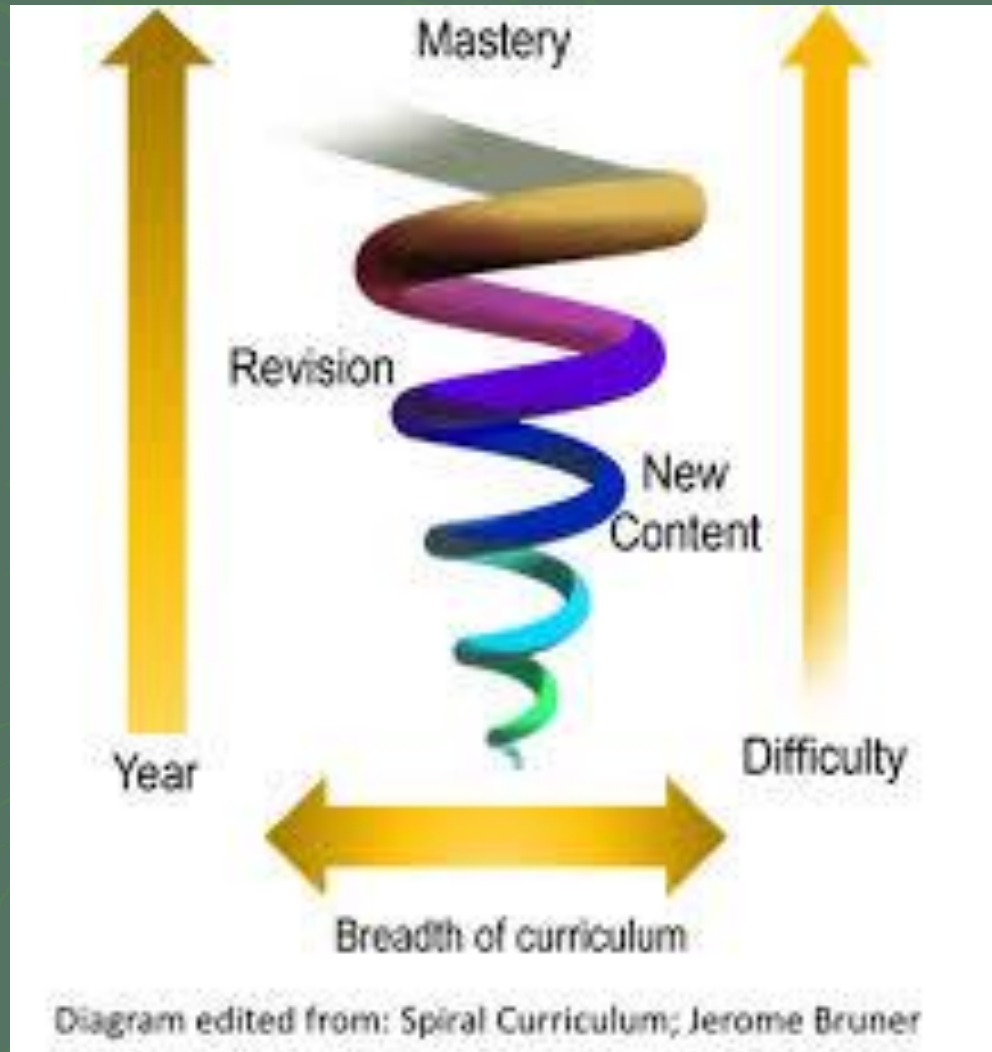 Mastery
Revision
New
Content
Year
Difficulty
Breadth of curriculum
Diagram edited from: Spiral Curriculum; Jerome Bruner